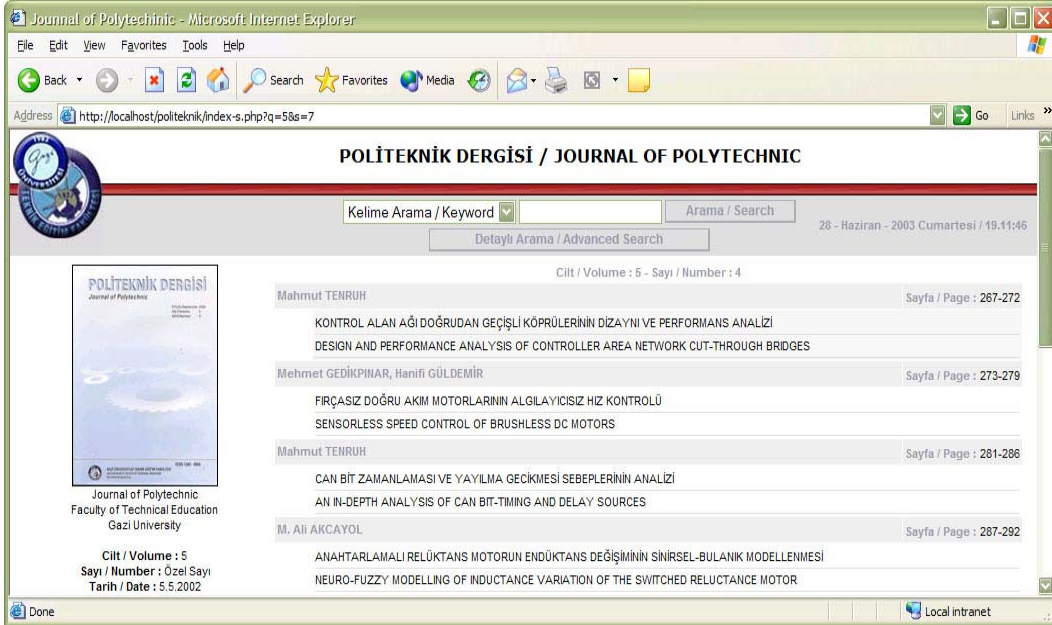 Jounnal of Polytechinic - Microsoft Internet Explorer
File Edit View Favorites Tools Help
Back Search Favorites Media
Address http://localhost/politeknik/index-s.php?q=5&s=7 Go Links »
POLİTEKNİK DERGİSİ / JOURNAL OF POLYTECHNIC
Kelime Arama / Keyword Arama / Search
Detaylı Arama / Advanced Search
28 - Haziran - 2003 Cumartesi / 19.11:46
Cilt / Volume : 5 - Sayı / Number : 4
Mahmut TENRUH Sayfa / Page : 267-272
KONTROL ALAN AĞI DOĞRUDAN GEÇİŞLİ KÖPRÜLERİNİN DİZAYNI VE PERFORMANS ANALİZİ
DESIGN AND PERFORMANCE ANALYSIS OF CONTROLLER AREA NETWORK CUT-THROUGH BRIDGES
Mehmet GEDİKPINAR, Hanifi GÜLDEMİR Sayfa / Page : 273-279
FIRÇASIZ DOĞRU AKIM MOTORLARININ ALGILAYICISIZ HIZ KONTROLÜ
SENSORLESS SPEED CONTROL OF BRUSHLESS DC MOTORS
Mahmut TENRUH Sayfa / Page : 281-286
CAN BİT ZAMANLAMASI VE YAYILMA GECİKMESİ SEBEPLERİNİN ANALİZİ
AN IN-DEPTH ANALYSIS OF CAN BIT-TIMING AND DELAY SOURCES
M. Ali AKCAYOL Sayfa / Page : 287-292
ANAHTARLAMALI RELÜKTANS MOTORUN ENDÜKTANS DEĞİŞİMİNİN SİNİRSEL-BULANIK MODELLENMESİ
NEURO-FUZZY MODELLING OF INDUCTANCE VARIATION OF THE SWITCHED RELUCTANCE MOTOR
POLİTEKNİK DERGİSİ
Journal of Polytechnic
Journal of Polytechnic
Faculty of Technical Education
Gazi University
Cilt / Volume : 5
Sayı / Number : Özel Sayı
Tarih / Date : 5.5.2002
Done Local intranet